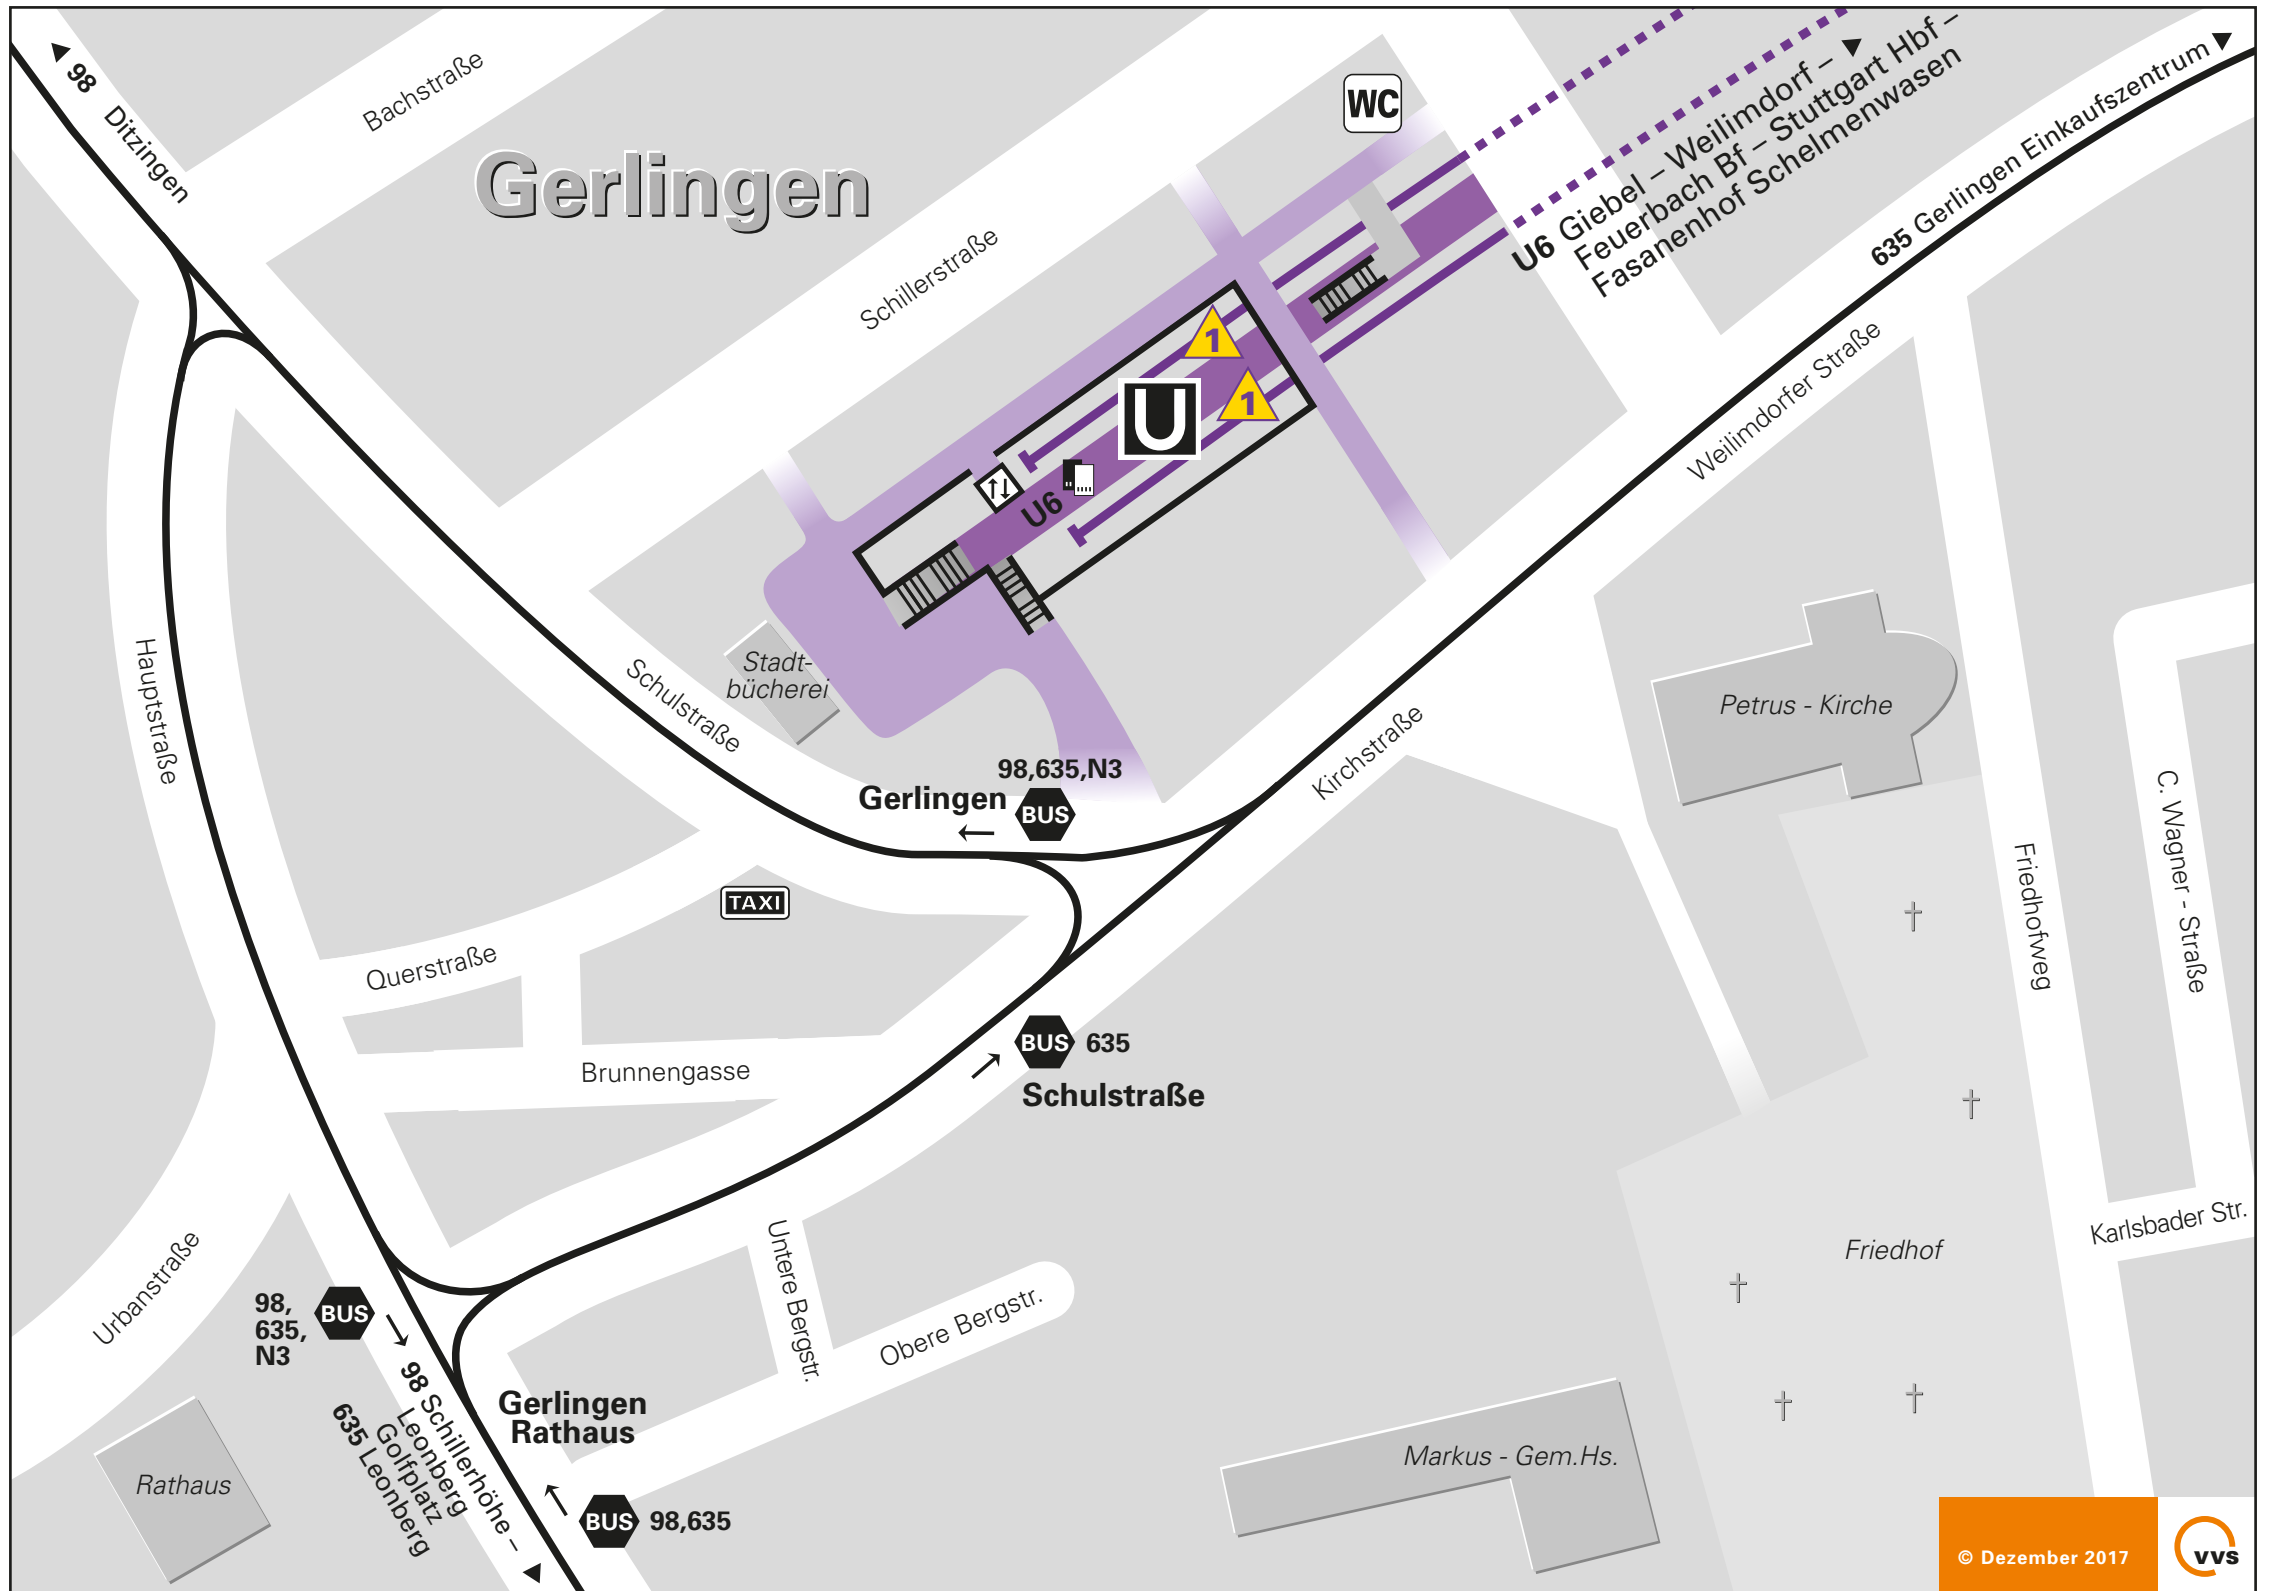 98 Ditzingen
Bachstraße
Gerlingen
Schillerstraße
WC
U6 Giebel – Weilimdorf –
Feuerbach Bf – Stuttgart Hbf –
Fasanenhof Schelmenwasen
635 Gerlingen Einkaufszentrum
Weilimdorfer Straße
1
1
U
U6
Hauptstraße
Schulstraße
Stadt-
bücherei
Petrus - Kirche
Kirchstraße
98,635,N3
Gerlingen
BUS
C. Wagner - Straße
Friedhofweg
TAXI
Querstraße
BUS
635
Schulstraße
Brunnengasse
Urbanstraße
Untere Bergstr.
Obere Bergstr.
Karlsbader Str.
Friedhof
98,
635,
N3
BUS
98 Schillerhöhe –
Leonberg
Golfplatz
635 Leonberg
Gerlingen
Rathaus
BUS
98,635
Rathaus
Markus - Gem.Hs.
© Dezember 2017
vvs